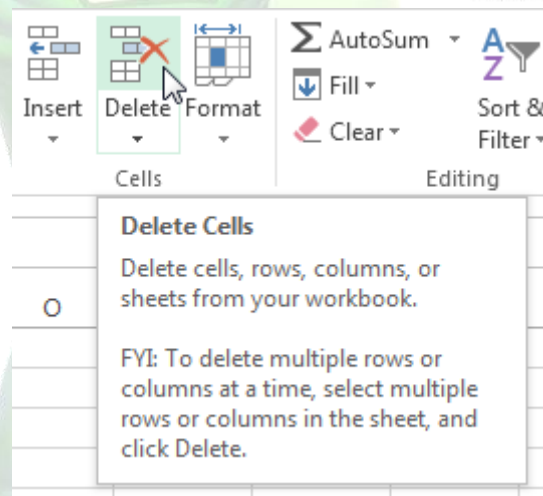 AutoSum
Fill
Insert Delete Format
Clear
Sort &
Filter
Cells
Editing
O
Delete Cells
Delete cells, rows, columns, or
sheets from your workbook.
FYI: To delete multiple rows or
columns at a time, select multiple
rows or columns in the sheet, and
click Delete.